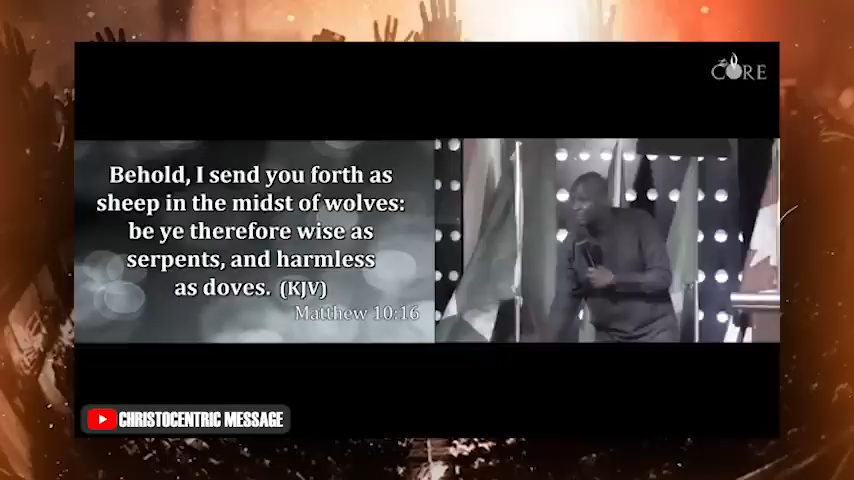 the CORE
Behold, I send you forth as
sheep in the midst of wolves:
be ye therefore wise as
serpents, and harmless
as doves. (KJV)
Matthew 10:16
CHRISTOCENTRIC MESSAGE